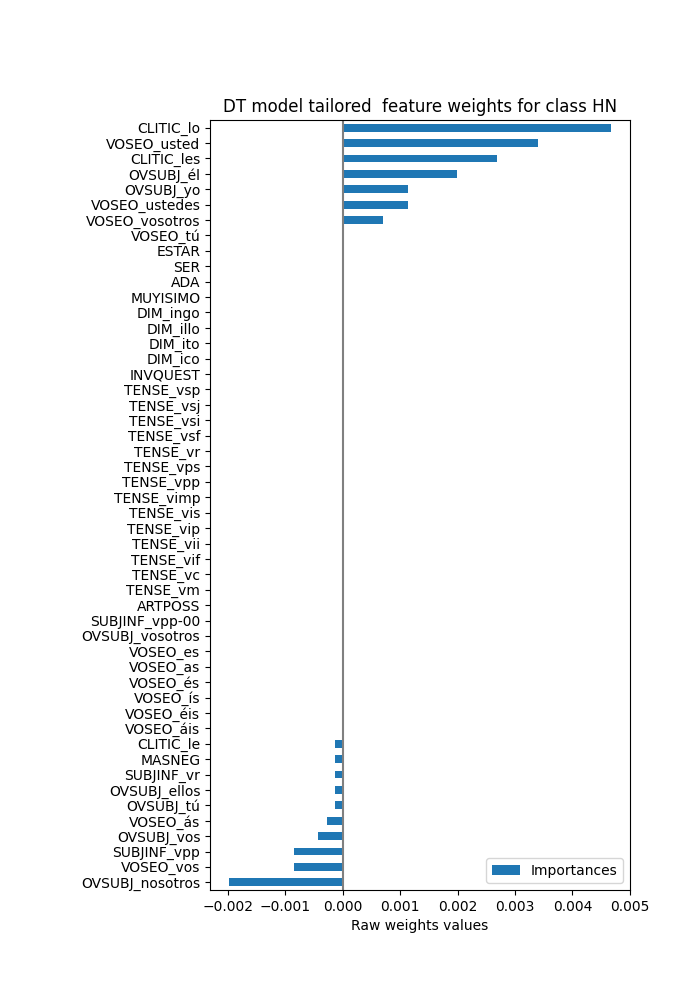 DT model tailored  feature weights for class HN
CLITIC_lo
VOSEO_usted
CLITIC_les
OVSUBJ_él
OVSUBJ_yo
VOSEO_ustedes
VOSEO_vosotros
VOSEO_tú
ESTAR
SER
ADA
MUYISIMO
DIM_ingo
DIM_illo
DIM_ito
DIM_ico
INVQUEST
TENSE_vsp
TENSE_vsj
TENSE_vsi
TENSE_vsf
TENSE_vr
TENSE_vps
TENSE_vpp
TENSE_vimp
TENSE_vis
TENSE_vip
TENSE_vii
TENSE_vif
TENSE_vc
TENSE_vm
ARTPOSS
SUBJINF_vpp-00
OVSUBJ_vosotros
VOSEO_es
VOSEO_as
VOSEO_és
VOSEO_ís
VOSEO_éis
VOSEO_áis
CLITIC_le
MASNEG
SUBJINF_vr
OVSUBJ_ellos
OVSUBJ_tú
VOSEO_ás
OVSUBJ_vos
SUBJINF_vpp
VOSEO_vos
OVSUBJ_nosotros
Importances
−0.002 −0.001 0.000 0.001 0.002 0.003 0.004 0.005
Raw weights values